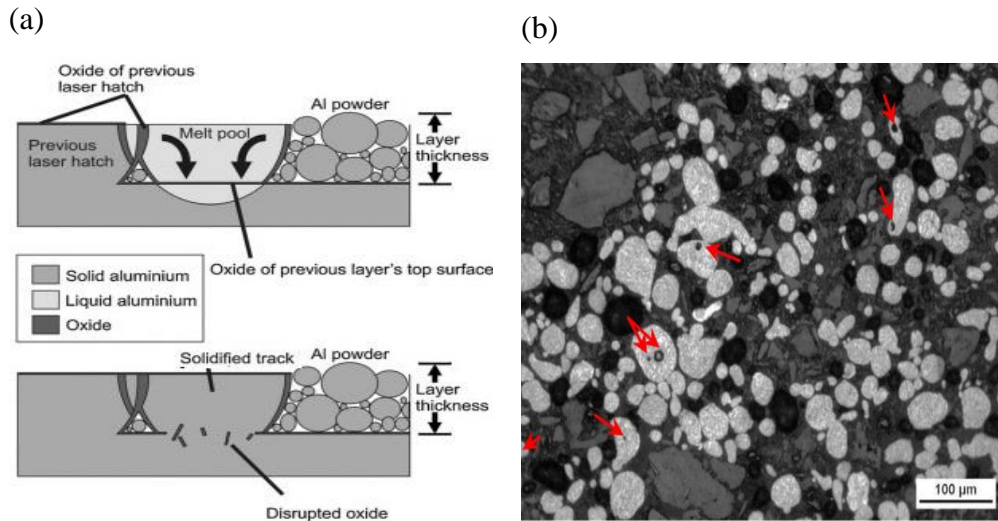 (a)
(b)
Oxide of previous
laser hatch
Al powder
Previous
laser hatch
Melt pool
Layer
thickness
Oxide of previous layer's top surface
Solid aluminium
Liquid aluminium
Oxide
Solidified track
Al powder
Layer
thickness
Disrupted oxide
100 µm